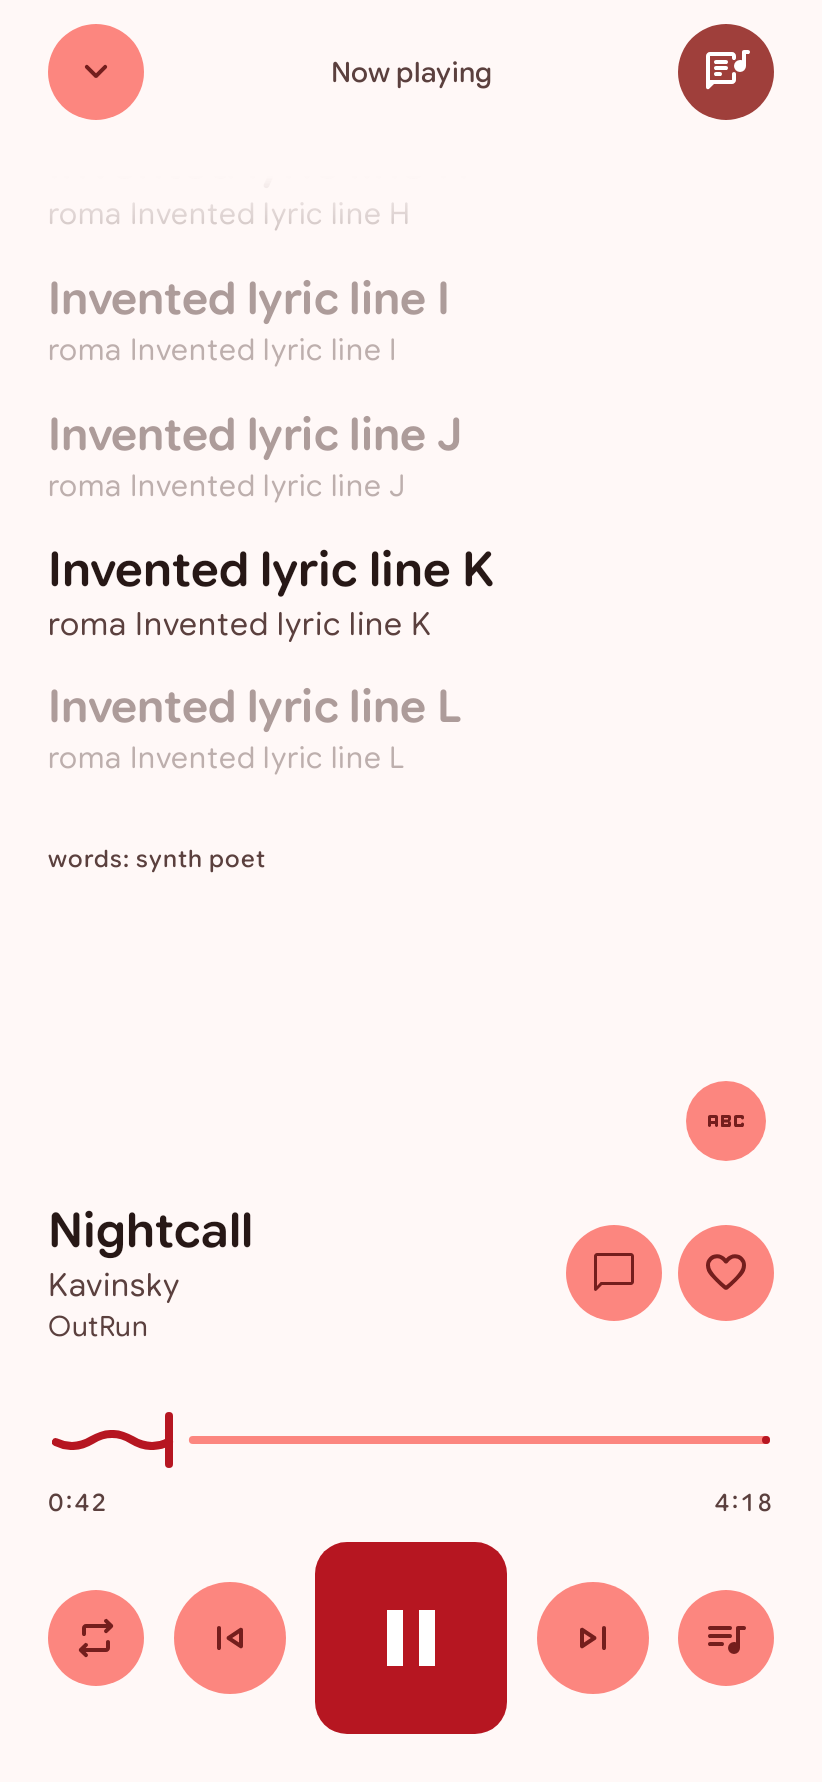 Now playing
roma Invented lyric line H
Invented lyric line I
roma Invented lyric line I
Invented lyric line J
roma Invented lyric line J
Invented lyric line K
roma Invented lyric line K
Invented lyric line L
roma Invented lyric line L
words: synth poet
ABC
Nightcall
Kavinsky
OutRun
0:42
4:18